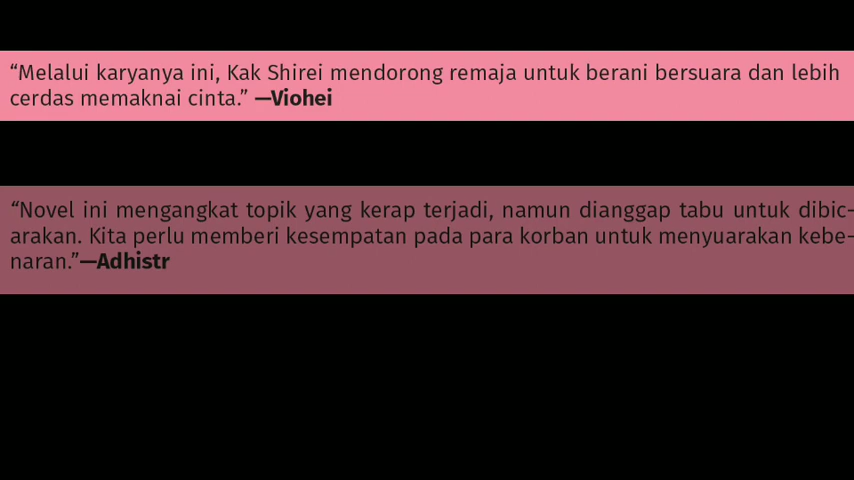 “Melalui karyanya ini, Kak Shirei mendorong remaja untuk berani bersuara dan lebih
cerdas memaknai cinta.” —Viohei
“Novel ini mengangkat topik yang kerap terjadi, namun dianggap tabu untuk dibic-
arakan. Kita perlu memberi kesempatan pada para korban untuk menyuarakan kebe-
naran.”—Adhistr